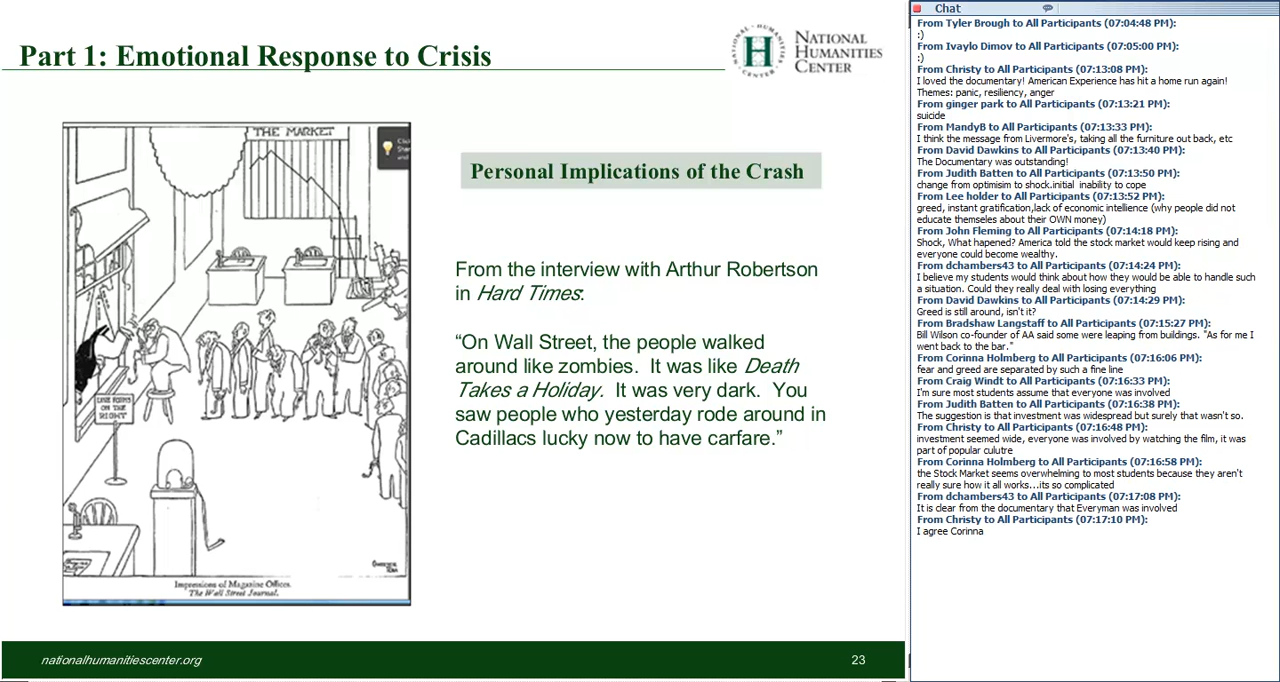 Part 1: Emotional Response to Crisis
NATIONAL HUMANITIES CENTER
NATIONAL
HUMANITIES
CENTER
THE MARKET
LINE FORMS
ON THE
RIGHT
Impressions of Magazine Offices.
The Wall Street Journal.
Personal Implications of the Crash
From the interview with Arthur Robertson
in Hard Times:
“On Wall Street, the people walked
around like zombies. It was like Death
Takes a Holiday. It was very dark. You
saw people who yesterday rode around in
Cadillacs lucky now to have carfare.”
nationalhumanitiescenter.org
23
Chat
From Tyler Brough to All Participants (07:04:48 PM):
:)
From Ivaylo Dimov to All Participants (07:05:00 PM):
:)
From Christy to All Participants (07:13:08 PM):
I loved the documentary! American Experience has hit a home run again!
Themes: panic, resiliency, anger
From ginger park to All Participants (07:13:21 PM):
suicide
From MandyB to All Participants (07:13:33 PM):
I think the message from Livermore's, taking all the furniture out back, etc
From David Dawkins to All Participants (07:13:40 PM):
The Documentary was outstanding!
From Judith Batten to All Participants (07:13:50 PM):
change from optimisim to shock.initial inability to cope
From Lee holder to All Participants (07:13:52 PM):
greed, instant gratification,lack of economic intellience (why people did not
educate themseles about their OWN money)
From John Fleming to All Participants (07:14:18 PM):
Shock, What hapened? America told the stock market would keep rising and
everyone could become wealthy.
From dchambers43 to All Participants (07:14:24 PM):
I believe my students would think about how they would be able to handle such
a situation. Could they really deal with losing everything
From David Dawkins to All Participants (07:14:29 PM):
Greed is still around, isn't it?
From Bradshaw Langstaff to All Participants (07:15:27 PM):
Bill Wilson co-founder of AA said some were leaping from buildings. "As for me I
went back to the bar."
From Corinna Holmberg to All Participants (07:16:06 PM):
fear and greed are separated by such a fine line
From Craig Windt to All Participants (07:16:33 PM):
I'm sure most students assume that everyone was involved
From Judith Batten to All Participants (07:16:38 PM):
The suggestion is that investment was widespread but surely that wasn't so.
From Christy to All Participants (07:16:48 PM):
investment seemed wide, everyone was involved by watching the film, it was
part of popular culutre
From Corinna Holmberg to All Participants (07:16:58 PM):
the Stock Market seems overwhelming to most students because they aren't
really sure how it all works...its so complicated
From dchambers43 to All Participants (07:17:08 PM):
It is clear from the documentary that Everyman was involved
From Christy to All Participants (07:17:10 PM):
I agree Corinna